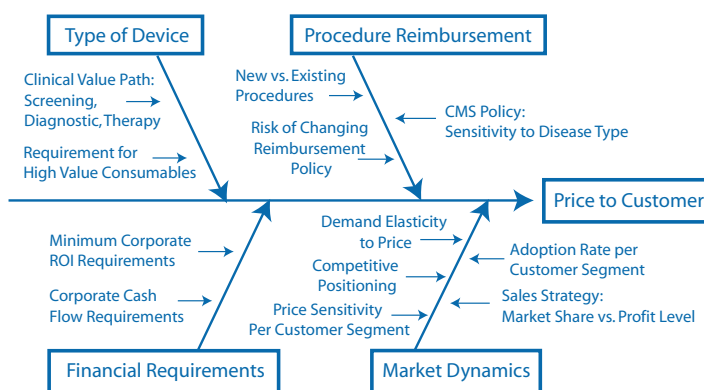 Type of Device
Procedure Reimbursement
Clinical Value Path:
Screening,
Diagnostic, Therapy
Requirement for
High Value Consumables
New vs. Existing
Procedures
Risk of Changing
Reimbursement
Policy
CMS Policy:
Sensitivity to Disease Type
Price to Customer
Minimum Corporate
ROI Requirements
Corporate Cash
Flow Requirements
Demand Elasticity
to Price
Competitive
Positioning
Price Sensitivity
Per Customer Segment
Adoption Rate per
Customer Segment
Sales Strategy:
Market Share vs. Profit Level
Financial Requirements
Market Dynamics